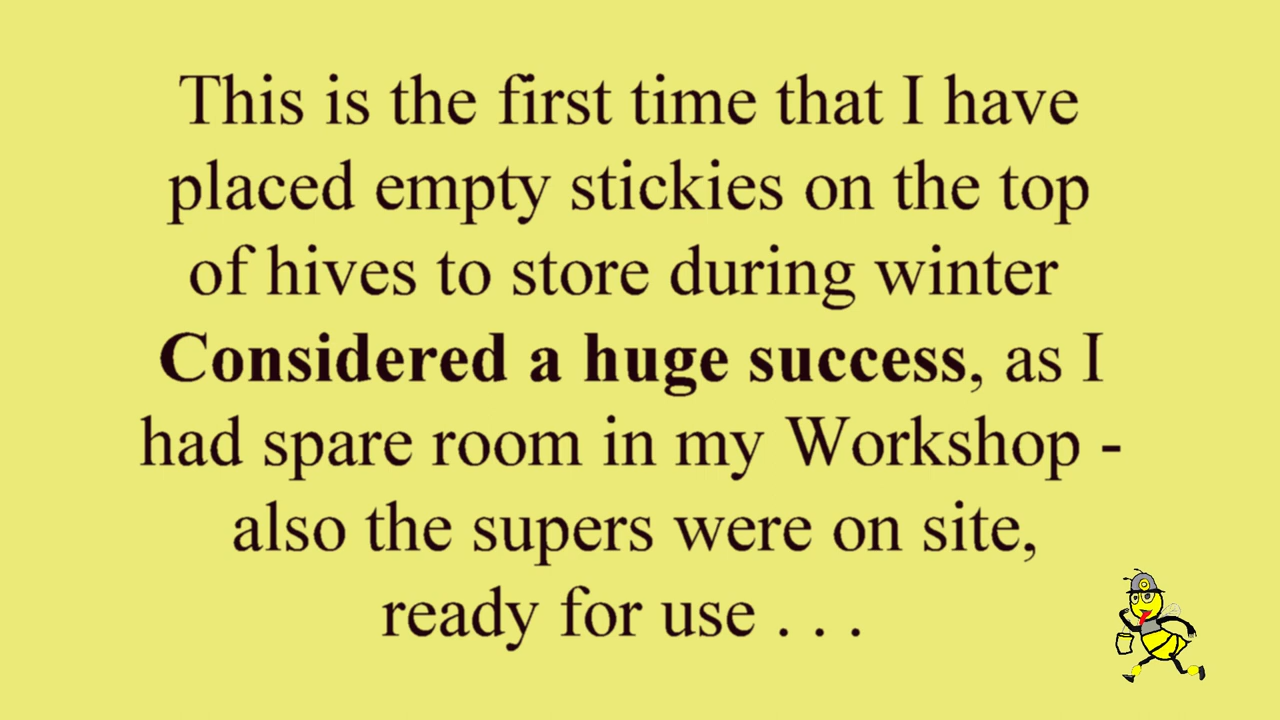 This is the first time that I have
placed empty stickies on the top
of hives to store during winter
Considered a huge success, as I
had spare room in my Workshop -
also the supers were on site,
ready for use . . .